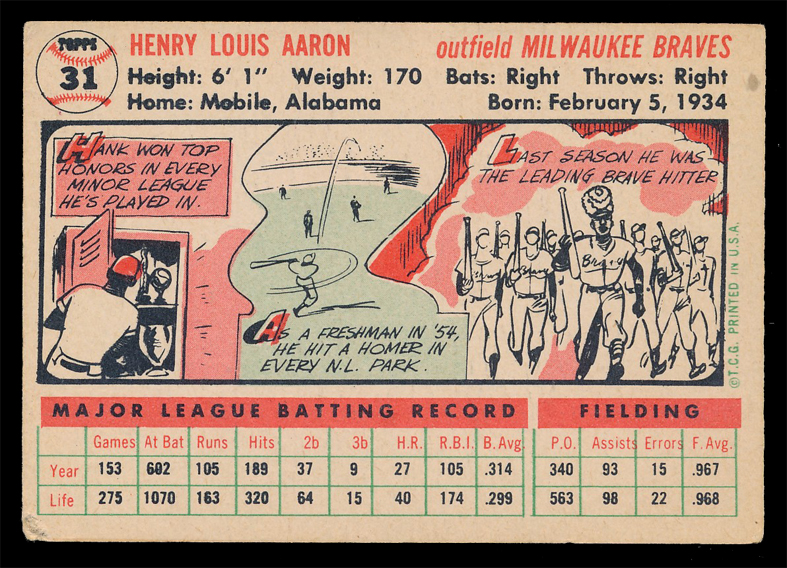 TOPPS
31
HENRY LOUIS AARON outfield MILWAUKEE BRAVES
Height: 6' 1" Weight: 170 Bats: Right Throws: Right
Home: Mobile, Alabama Born: February 5, 1934
HANK WON TOP
HONORS IN EVERY
MINOR LEAGUE
HE'S PLAYED IN.
AS A FRESHMAN IN '54,
HE HIT A HOMER IN
EVERY N.L. PARK.
LAST SEASON HE WAS
THE LEADING BRAVE HITTER
Braves
©T.C.G. PRINTED IN U.S.A.
MAJOR LEAGUE BATTING RECORD FIELDING
Games At Bat Runs Hits 2b 3b H.R. R.B.I. B.Avg. P.O. Assists Errors F. Avg.
Year 153 602 105 189 37 9 27 105 .314 340 93 15 .967
Life 275 1070 163 320 64 15 40 174 .299 563 98 22 .968